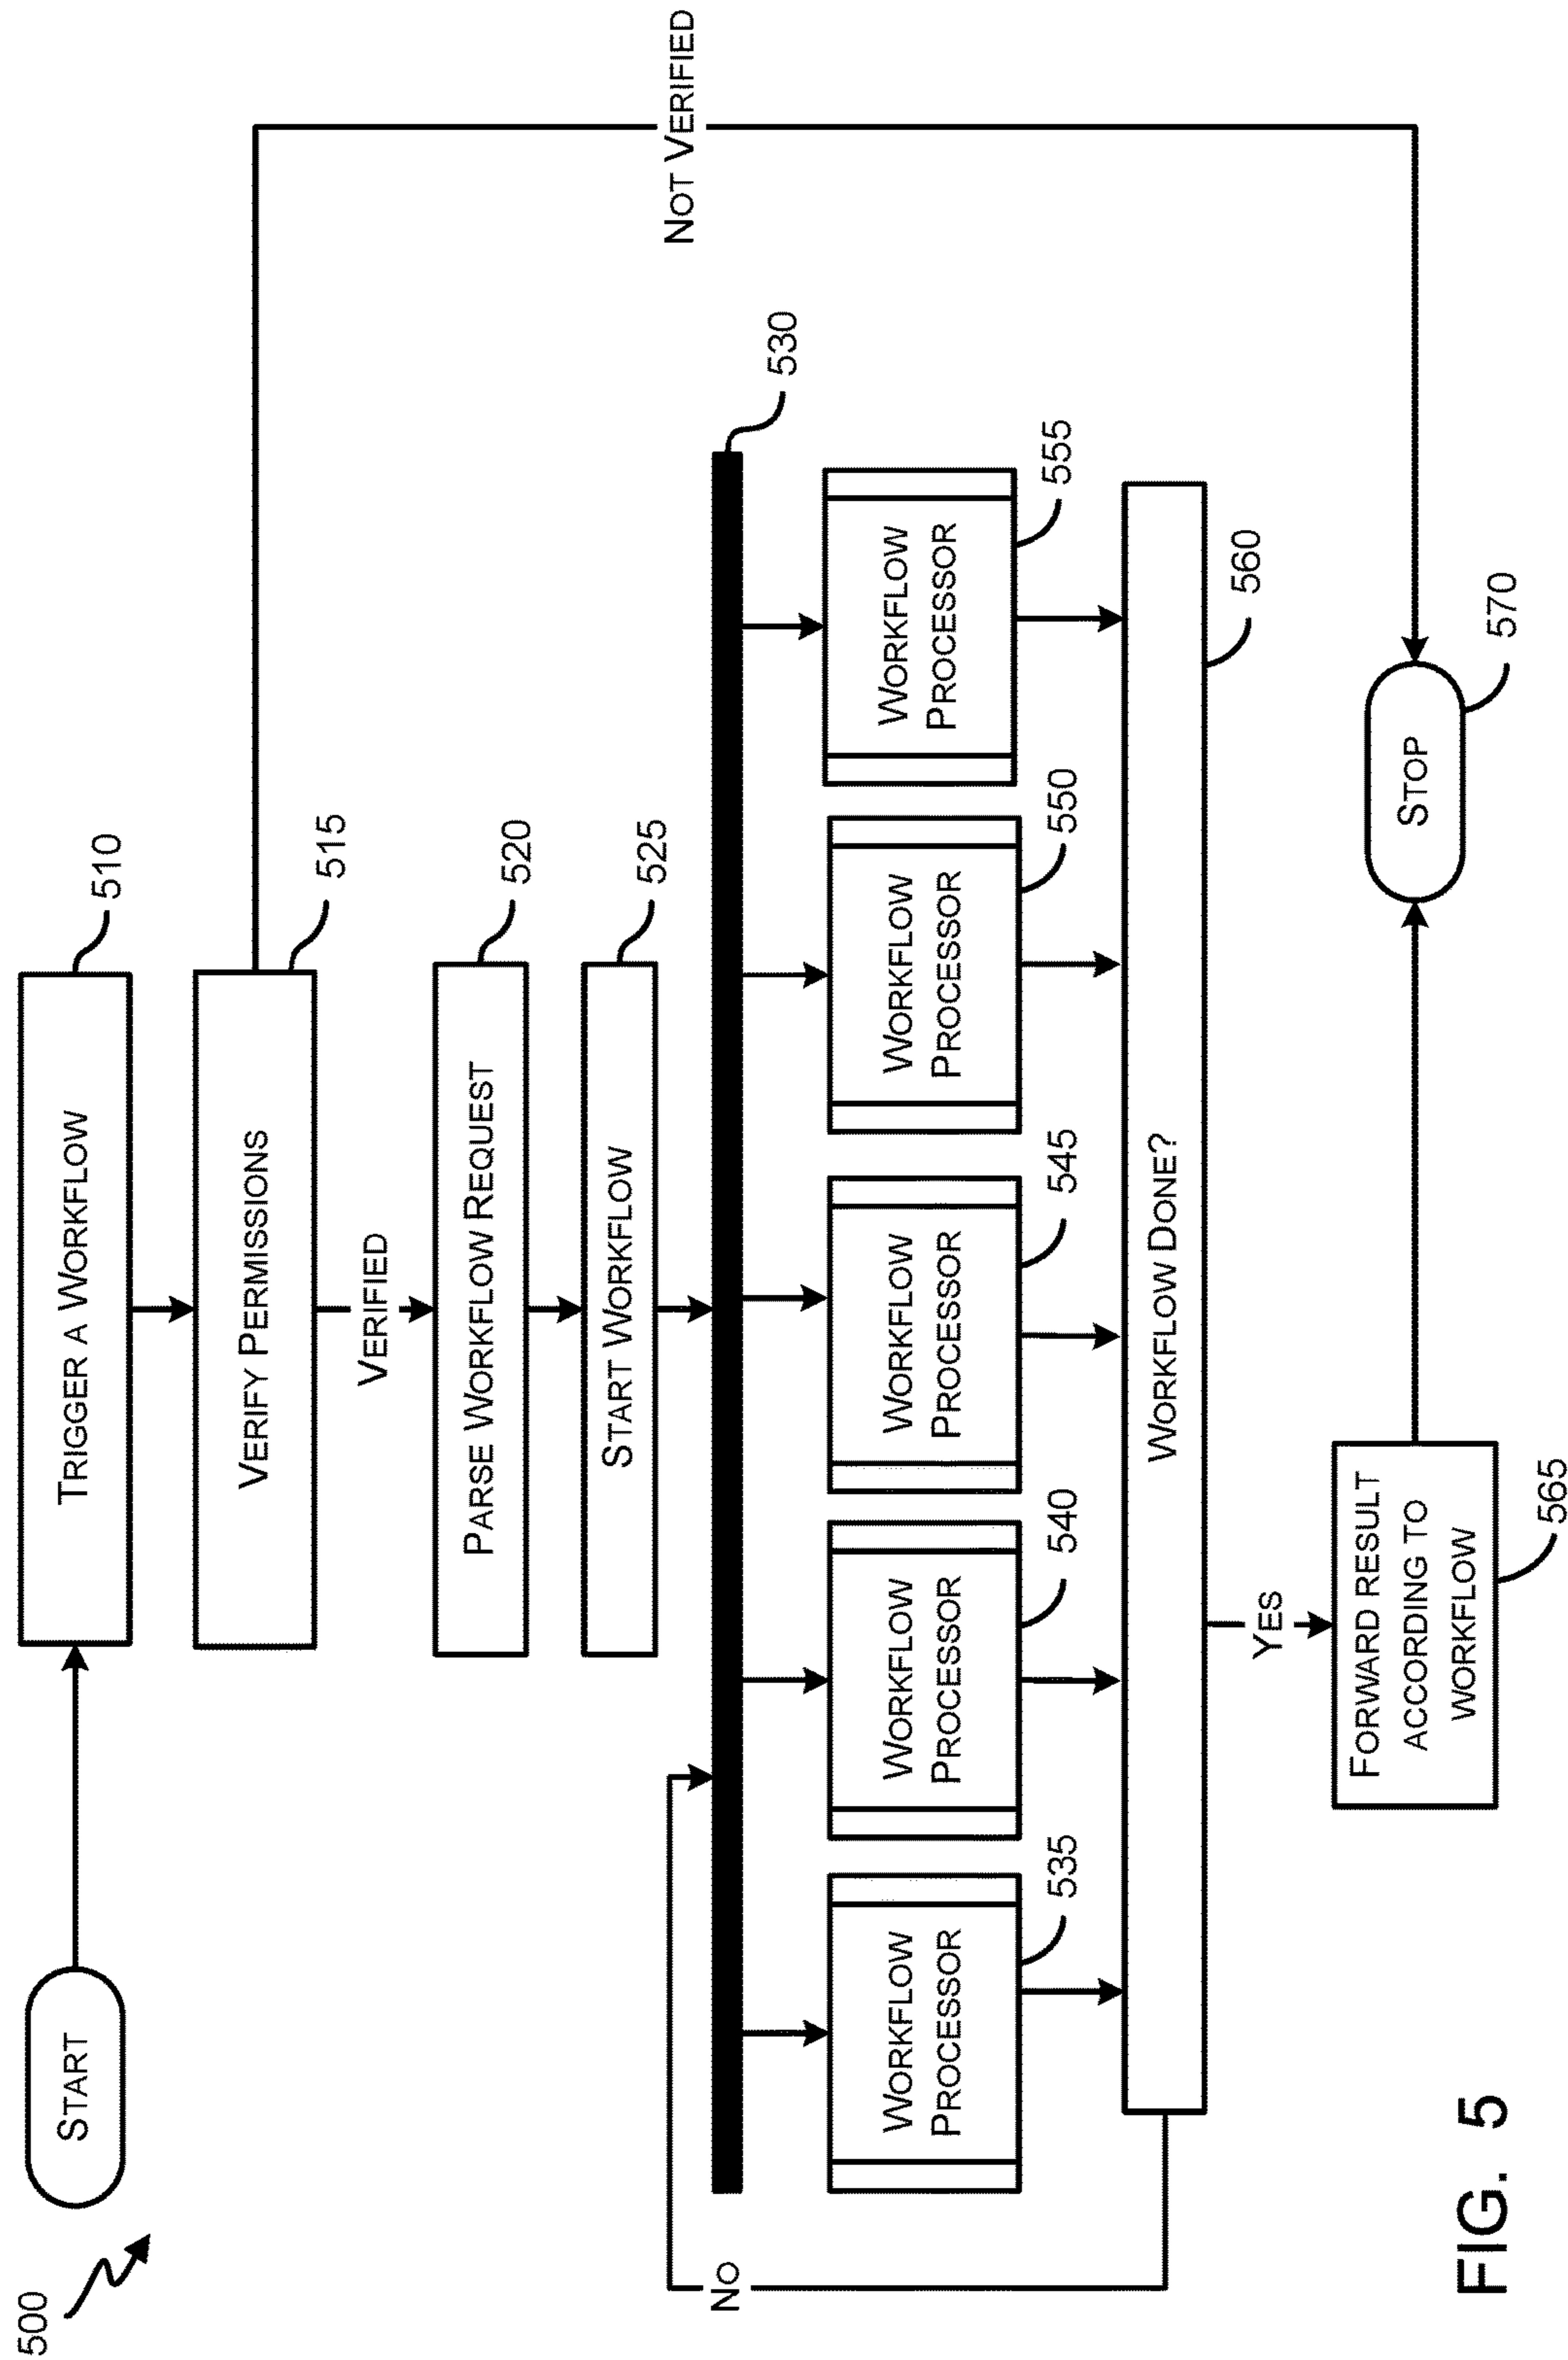 500
START
TRIGGER A WORKFLOW
510
VERIFY PERMISSIONS
515
VERIFIED
NOT VERIFIED
PARSE WORKFLOW REQUEST
520
START WORKFLOW
525
530
NO
WORKFLOW
PROCESSOR
535
WORKFLOW
PROCESSOR
540
WORKFLOW
PROCESSOR
545
WORKFLOW
PROCESSOR
550
WORKFLOW
PROCESSOR
555
WORKFLOW DONE?
560
YES
FORWARD RESULT
ACCORDING TO
WORKFLOW
565
STOP
570
FIG. 5